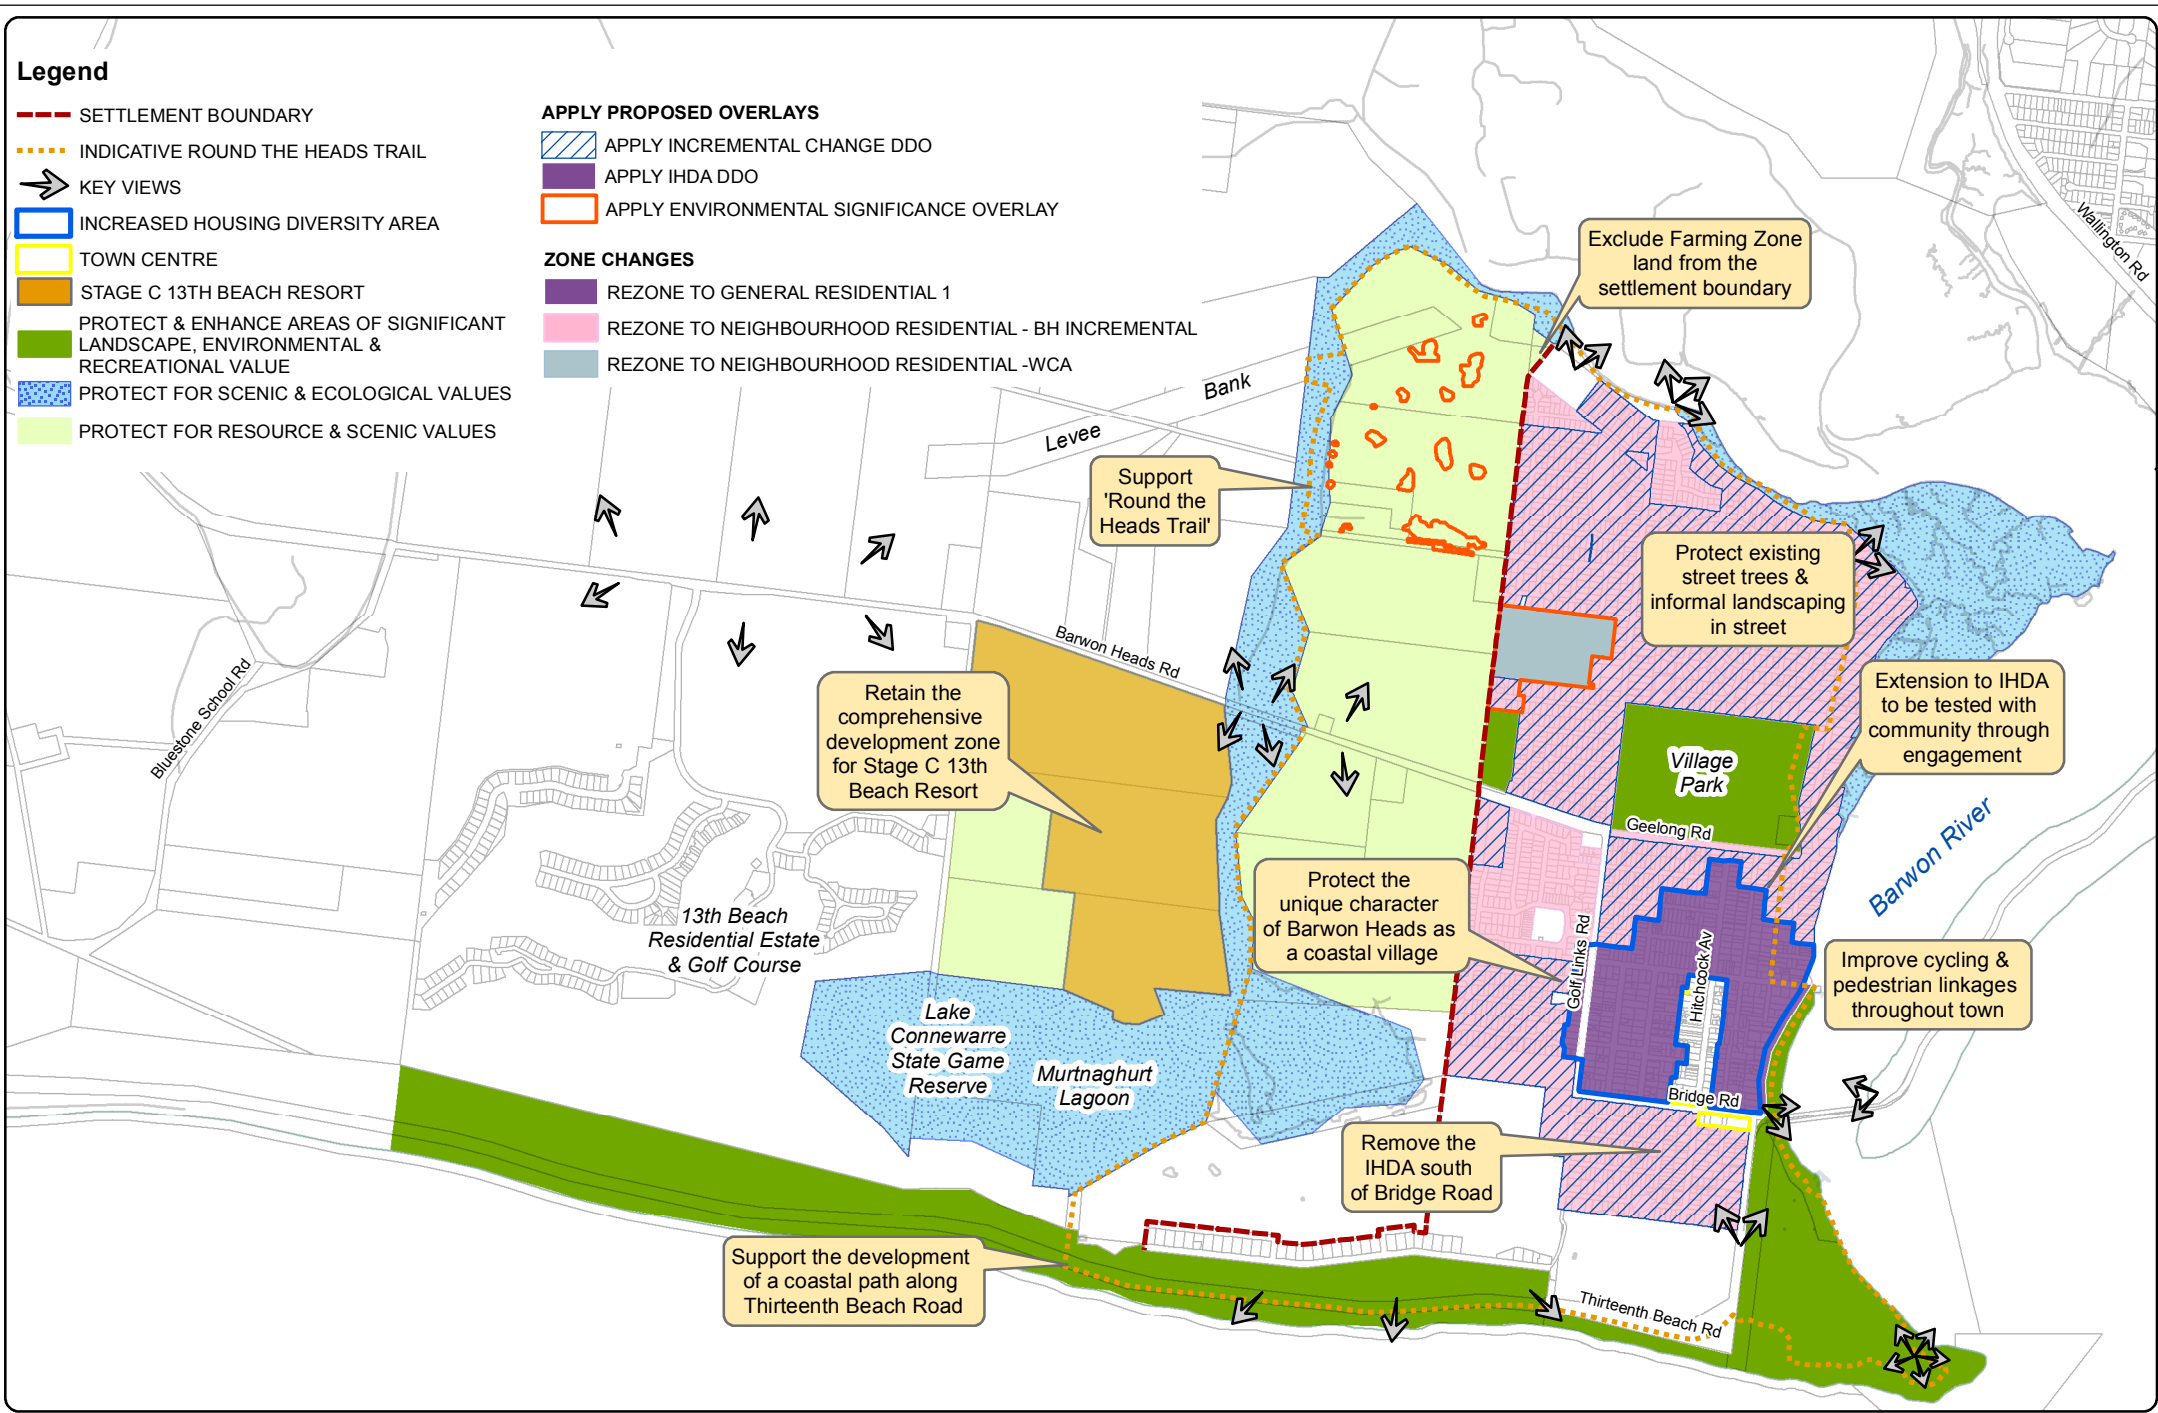 Legend
SETTLEMENT BOUNDARY
INDICATIVE ROUND THE HEADS TRAIL
KEY VIEWS
INCREASED HOUSING DIVERSITY AREA
TOWN CENTRE
STAGE C 13TH BEACH RESORT
PROTECT & ENHANCE AREAS OF SIGNIFICANT
LANDSCAPE, ENVIRONMENTAL &
RECREATIONAL VALUE
PROTECT FOR SCENIC & ECOLOGICAL VALUES
PROTECT FOR RESOURCE & SCENIC VALUES
APPLY PROPOSED OVERLAYS
APPLY INCREMENTAL CHANGE DDO
APPLY IHDA DDO
APPLY ENVIRONMENTAL SIGNIFICANCE OVERLAY
ZONE CHANGES
REZONE TO GENERAL RESIDENTIAL 1
REZONE TO NEIGHBOURHOOD RESIDENTIAL - BH INCREMENTAL
REZONE TO NEIGHBOURHOOD RESIDENTIAL -WCA
Wallington Rd
Exclude Farming Zone
land from the
settlement boundary
Levee Bank
Support
'Round the
Heads Trail'
Protect existing
street trees &
informal landscaping
in street
Barwon Heads Rd
Bluestone School Rd
Retain the
comprehensive
development zone
for Stage C 13th
Beach Resort
Extension to IHDA
to be tested with
community through
engagement
Village
Park
Geelong Rd
Barwon River
Protect the
unique character
of Barwon Heads as
a coastal village
13th Beach
Residential Estate
& Golf Course
Golf Links Rd
Hitchcock Av
Improve cycling &
pedestrian linkages
throughout town
Lake
Connewarre
State Game
Reserve
Murtnaghurt
Lagoon
Bridge Rd
Remove the
IHDA south
of Bridge Road
Support the development
of a coastal path along
Thirteenth Beach Road
Thirteenth Beach Rd